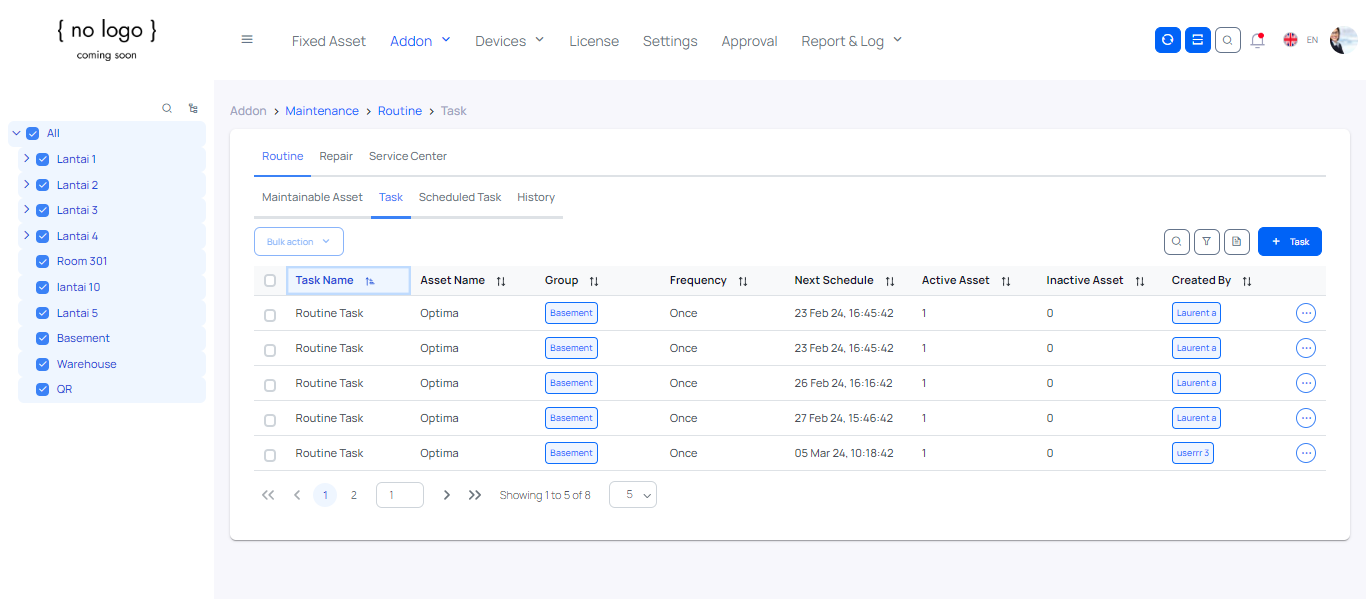 { no logo }
coming soon
Fixed Asset Addon Devices License Settings Approval Report & Log EN
All
Lantai 1
Lantai 2
Lantai 3
Lantai 4
Room 301
lantai 10
Lantai 5
Basement
Warehouse
QR
Addon > Maintenance > Routine > Task
Routine Repair Service Center
Maintainable Asset Task Scheduled Task History
Bulk action + Task
Task Name Asset Name Group Frequency Next Schedule Active Asset Inactive Asset Created By
Routine Task Optima Basement Once 23 Feb 24, 16:45:42 1 0 Laurent a
Routine Task Optima Basement Once 23 Feb 24, 16:45:42 1 0 Laurent a
Routine Task Optima Basement Once 26 Feb 24, 16:16:42 1 0 Laurent a
Routine Task Optima Basement Once 27 Feb 24, 15:46:42 1 0 Laurent a
Routine Task Optima Basement Once 05 Mar 24, 10:18:42 1 0 userrr 3
1 2 1 Showing 1 to 5 of 8 5